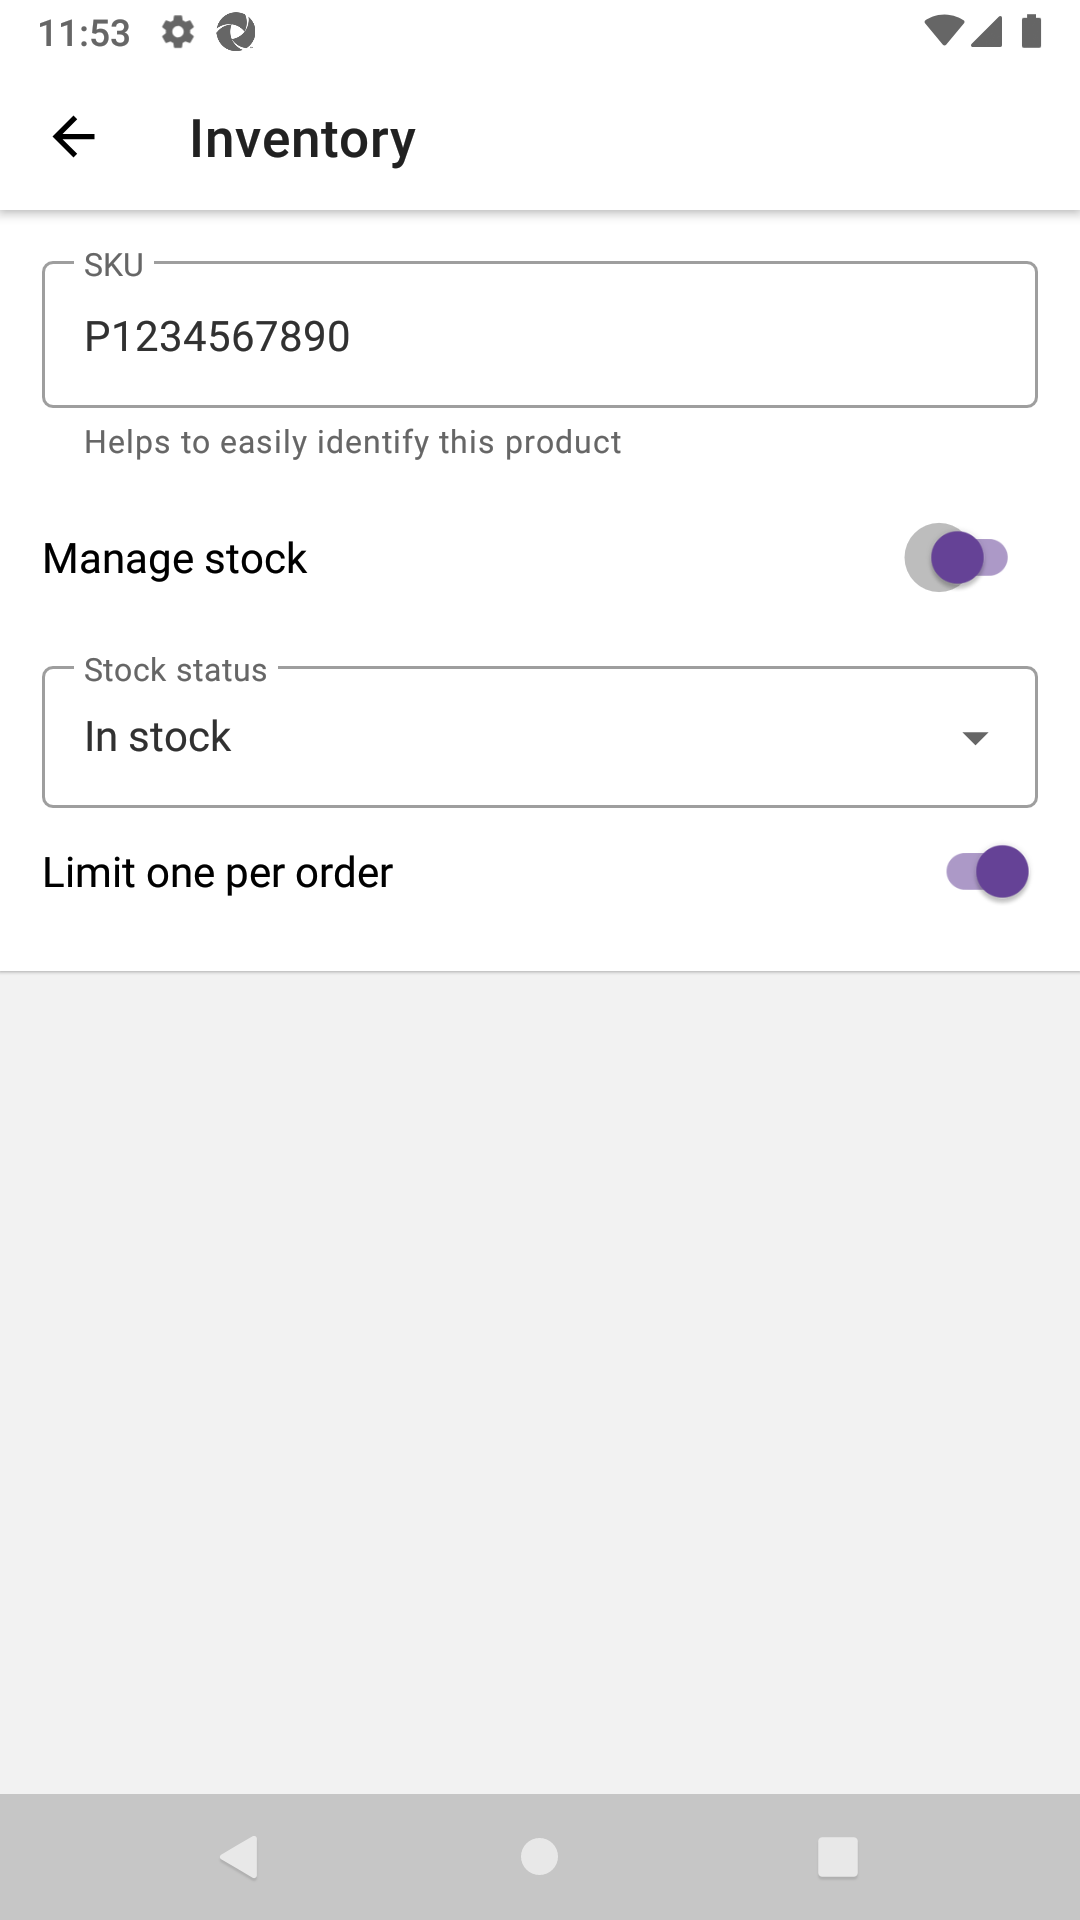 11:53
Inventory
SKU
P1234567890
Helps to easily identify this product
Manage stock
Stock status
In stock
Limit one per order